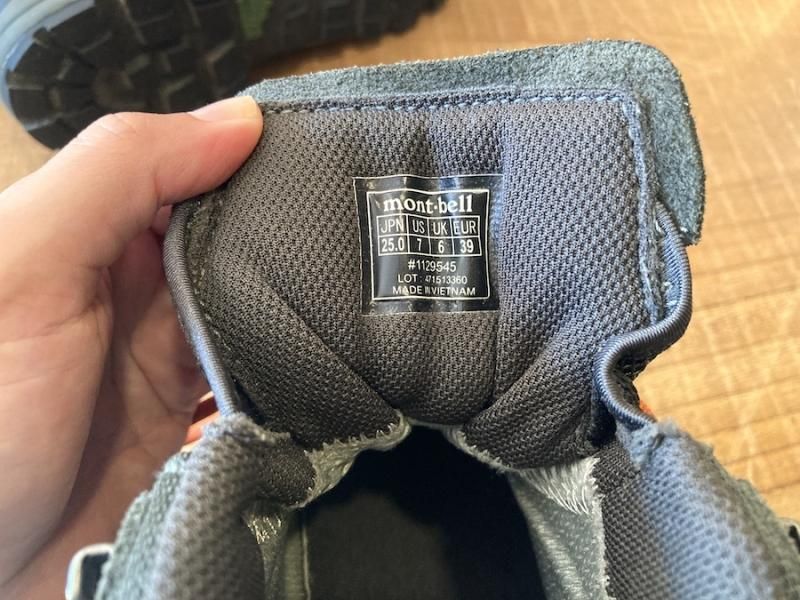 mont-bell
JPN US UK EUR
25.0 7 6 39
#1129545
LOT: 471513360
MADE IN VIETNAM